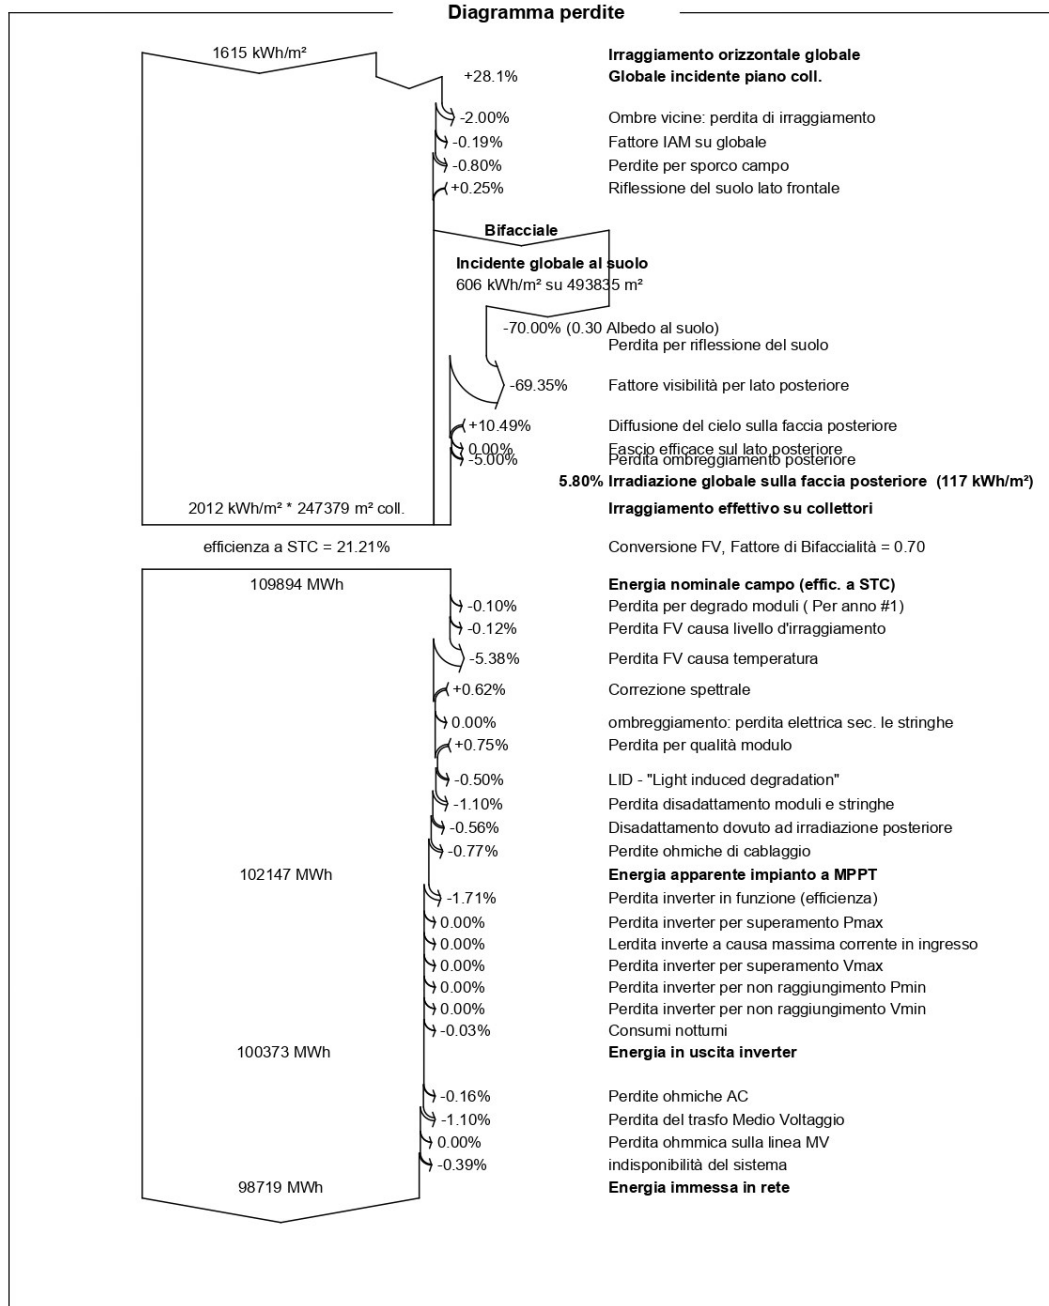 Diagramma perdite
1615 kWh/m² Irraggiamento orizzontale globale
+28.1% Globale incidente piano coll.
-2.00% Ombre vicine: perdita di irraggiamento
-0.19% Fattore IAM su globale
-0.80% Perdite per sporco campo
+0.25% Riflessione del suolo lato frontale
Bifacciale
Incidente globale al suolo
606 kWh/m² su 493835 m²
-70.00% (0.30 Albedo al suolo)
Perdita per riflessione del suolo
-69.35% Fattore visibilità per lato posteriore
+10.49% Diffusione del cielo sulla faccia posteriore
0.00% Fascio efficace sul lato posteriore
-5.00% Perdita ombreggiamento posteriore
5.80% Irradiazione globale sulla faccia posteriore (117 kWh/m²)
2012 kWh/m² * 247379 m² coll. Irraggiamento effettivo su collettori
efficienza a STC = 21.21% Conversione FV, Fattore di Bifaccialità = 0.70
109894 MWh Energia nominale campo (effic. a STC)
-0.10% Perdita per degrado moduli ( Per anno #1)
-0.12% Perdita FV causa livello d'irraggiamento
-5.38% Perdita FV causa temperatura
+0.62% Correzione spettrale
0.00% ombreggiamento: perdita elettrica sec. le stringhe
+0.75% Perdita per qualità modulo
-0.50% LID - "Light induced degradation"
-1.10% Perdita disadattamento moduli e stringhe
-0.56% Disadattamento dovuto ad irradiazione posteriore
-0.77% Perdite ohmiche di cablaggio
102147 MWh Energia apparente impianto a MPPT
-1.71% Perdita inverter in funzione (efficienza)
0.00% Perdita inverter per superamento Pmax
0.00% Lerdita inverte a causa massima corrente in ingresso
0.00% Perdita inverter per superamento Vmax
0.00% Perdita inverter per non raggiungimento Pmin
0.00% Perdita inverter per non raggiungimento Vmin
-0.03% Consumi notturni
100373 MWh Energia in uscita inverter
-0.16% Perdite ohmiche AC
-1.10% Perdita del trasfo Medio Voltaggio
0.00% Perdita ohmmica sulla linea MV
-0.39% indisponibilità del sistema
98719 MWh Energia immessa in rete